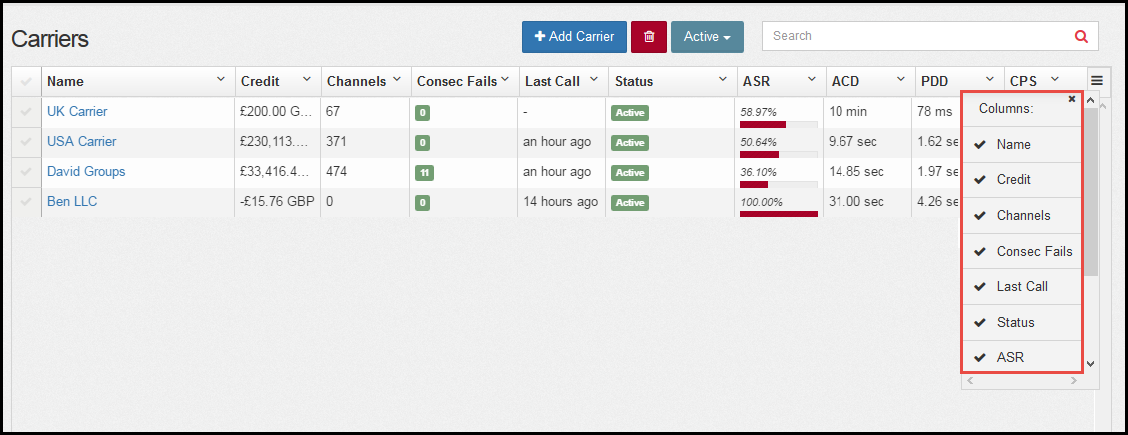 Carriers
Add Carrier
Active
Search
Name Credit Channels Consec Fails Last Call Status ASR ACD PDD CPS
UK Carrier £200.00 G... 67 0 - Active 58.97% 10 min 78 ms
USA Carrier £230,113.... 371 0 an hour ago Active 50.64% 9.67 sec 1.62 s
David Groups £33,416.4... 474 11 an hour ago Active 36.10% 14.85 sec 1.97 s
Ben LLC -£15.76 GBP 0 0 14 hours ago Active 100.00% 31.00 sec 4.26 s
Columns:
Name
Credit
Channels
Consec Fails
Last Call
Status
ASR